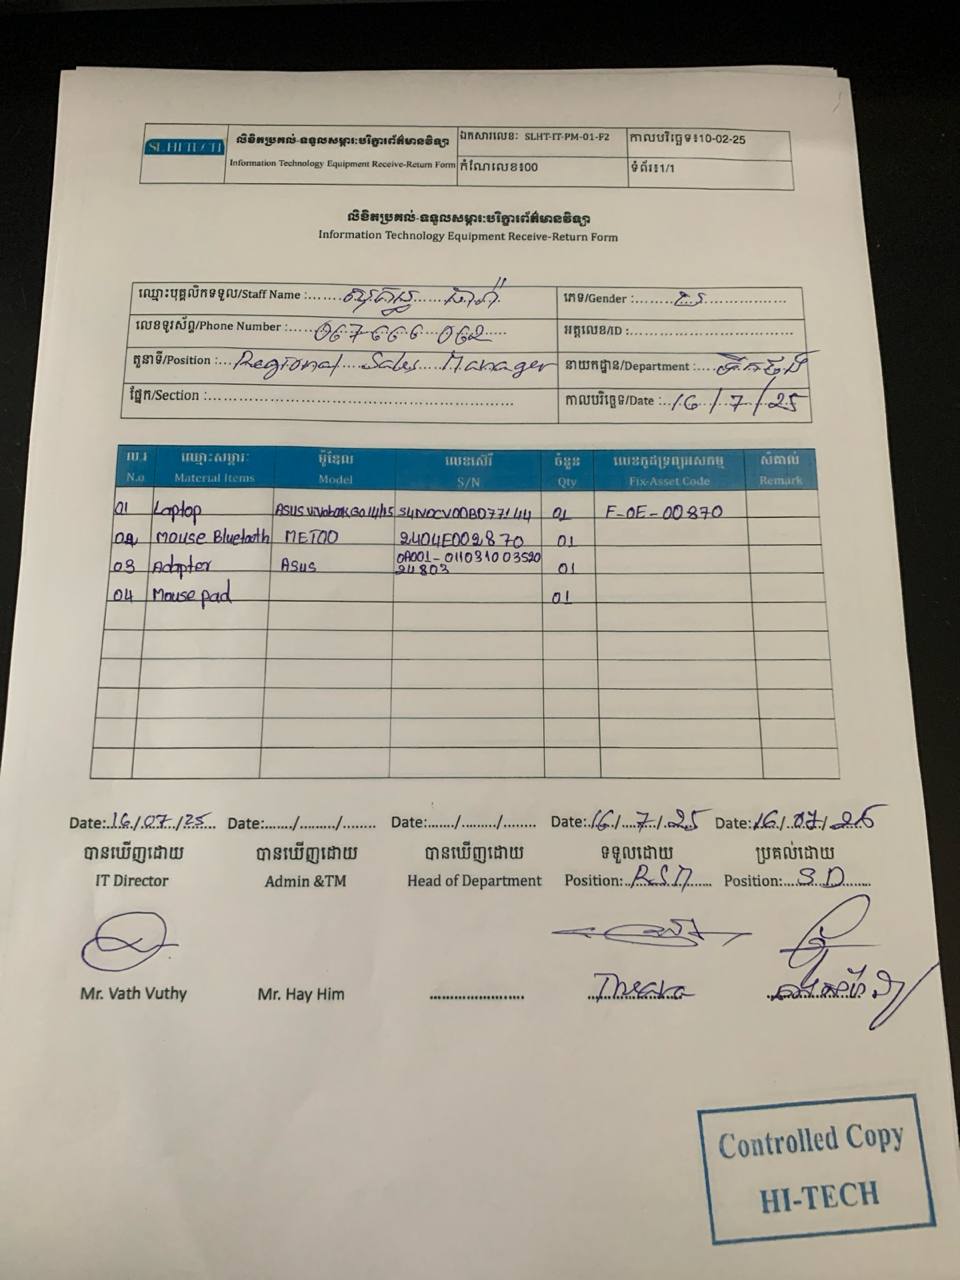 SLHI TECH
លិខិតប្រគល់-ទទួលសម្ភារៈបរិក្ខារព័ត៌មានវិទ្យា
Information Technology Equipment Receive-Return Form
ឯកសារលេខៈ SLHT-IT-PM-01-F2
កាលបរិច្ឆេទ៖10-02-25
កំណែលេខ៖00
ទំព័រ៖1/1
លិខិតប្រគល់-ទទួលសម្ភារៈបរិក្ខារព័ត៌មានវិទ្យា
Information Technology Equipment Receive-Return Form
ឈ្មោះបុគ្គលិកទទួល/Staff Name :
ភេទ/Gender :
លេខទូរស័ព្ទ/Phone Number : 067 666 062
អត្តលេខ/ID :
តួនាទី/Position : Regional Sales Manager
នាយកដ្ឋាន/Department :
ផ្នែក/Section :
កាលបរិច្ឆេទ/Date : 16/7/25
ល.រ ឈ្មោះសម្ភារៈ ម៉ូឌែល លេខស៊េរី ចំនួន លេខកូដទ្រព្យអសកម្ម សំគាល់
N.o Material Items Model S/N Qty Fix-Asset Code Remark
01 Laptop ASUS Vivobook Go 14/15 S4N0CV00B077144 01 F-OE-00870
02 Mouse Bluetooth METOO 2404E002870 01
03 Adapter Asus 0A001-011031003520 24803 01
04 Mouse pad 01
Date: 16/07/25 Date:....../........./........ Date:....../........./........ Date: 16/7/25 Date: 16/07/25
បានឃើញដោយ បានឃើញដោយ បានឃើញដោយ ទទួលដោយ ប្រគល់ដោយ
IT Director Admin &TM Head of Department Position: RSM Position: SD
Mr. Vath Vuthy Mr. Hay Him Theara
Controlled Copy
HI-TECH